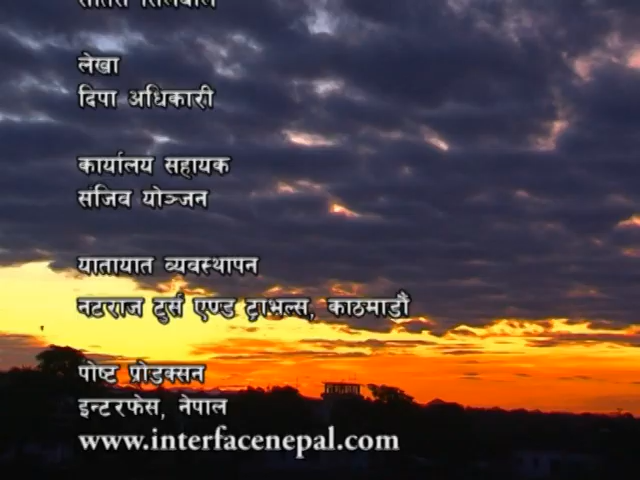 लेखा
दिपा अधिकारी
कार्यालय सहायक
संजिव योञ्जन
यातायात व्यवस्थापन
नटराज टुर्स एण्ड ट्राभल्स, काठमाडौं
पोष्ट प्रोडक्सन
इन्टरफेस, नेपाल
www.interfacenepal.com